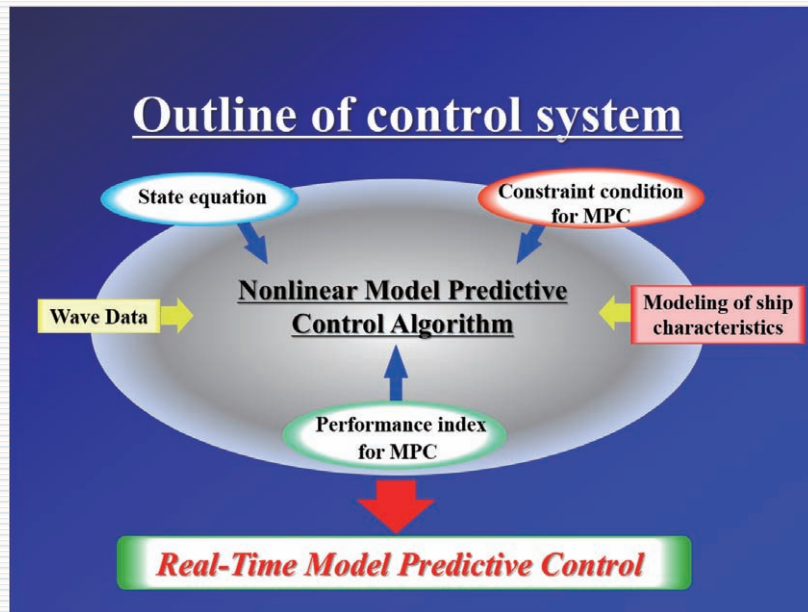 Outline of control system
State equation
Constraint condition
for MPC
Nonlinear Model Predictive
Control Algorithm
Wave Data
Modeling of ship
characteristics
Performance index
for MPC
Real-Time Model Predictive Control